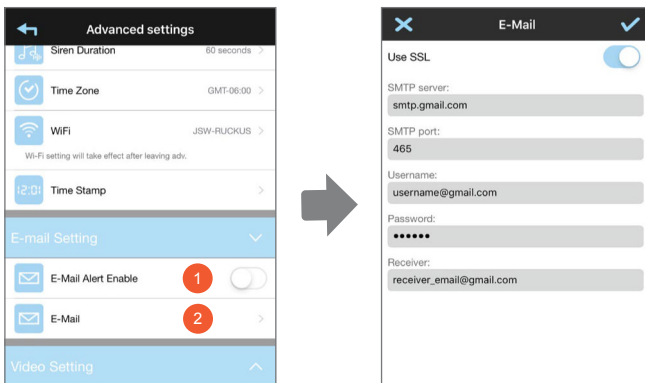 Advanced settings
Siren Duration 60 seconds >
Time Zone GMT-06:00 >
WiFi JSW-RUCKUS >
Wi-Fi setting will take effect after leaving adv.
12:01 Time Stamp >
E-mail Setting
E-Mail Alert Enable 1
E-Mail 2 >
Video Setting
E-Mail
Use SSL
SMTP server:
smtp.gmail.com
SMTP port:
465
Username:
username@gmail.com
Password:
••••••
Receiver:
receiver_email@gmail.com